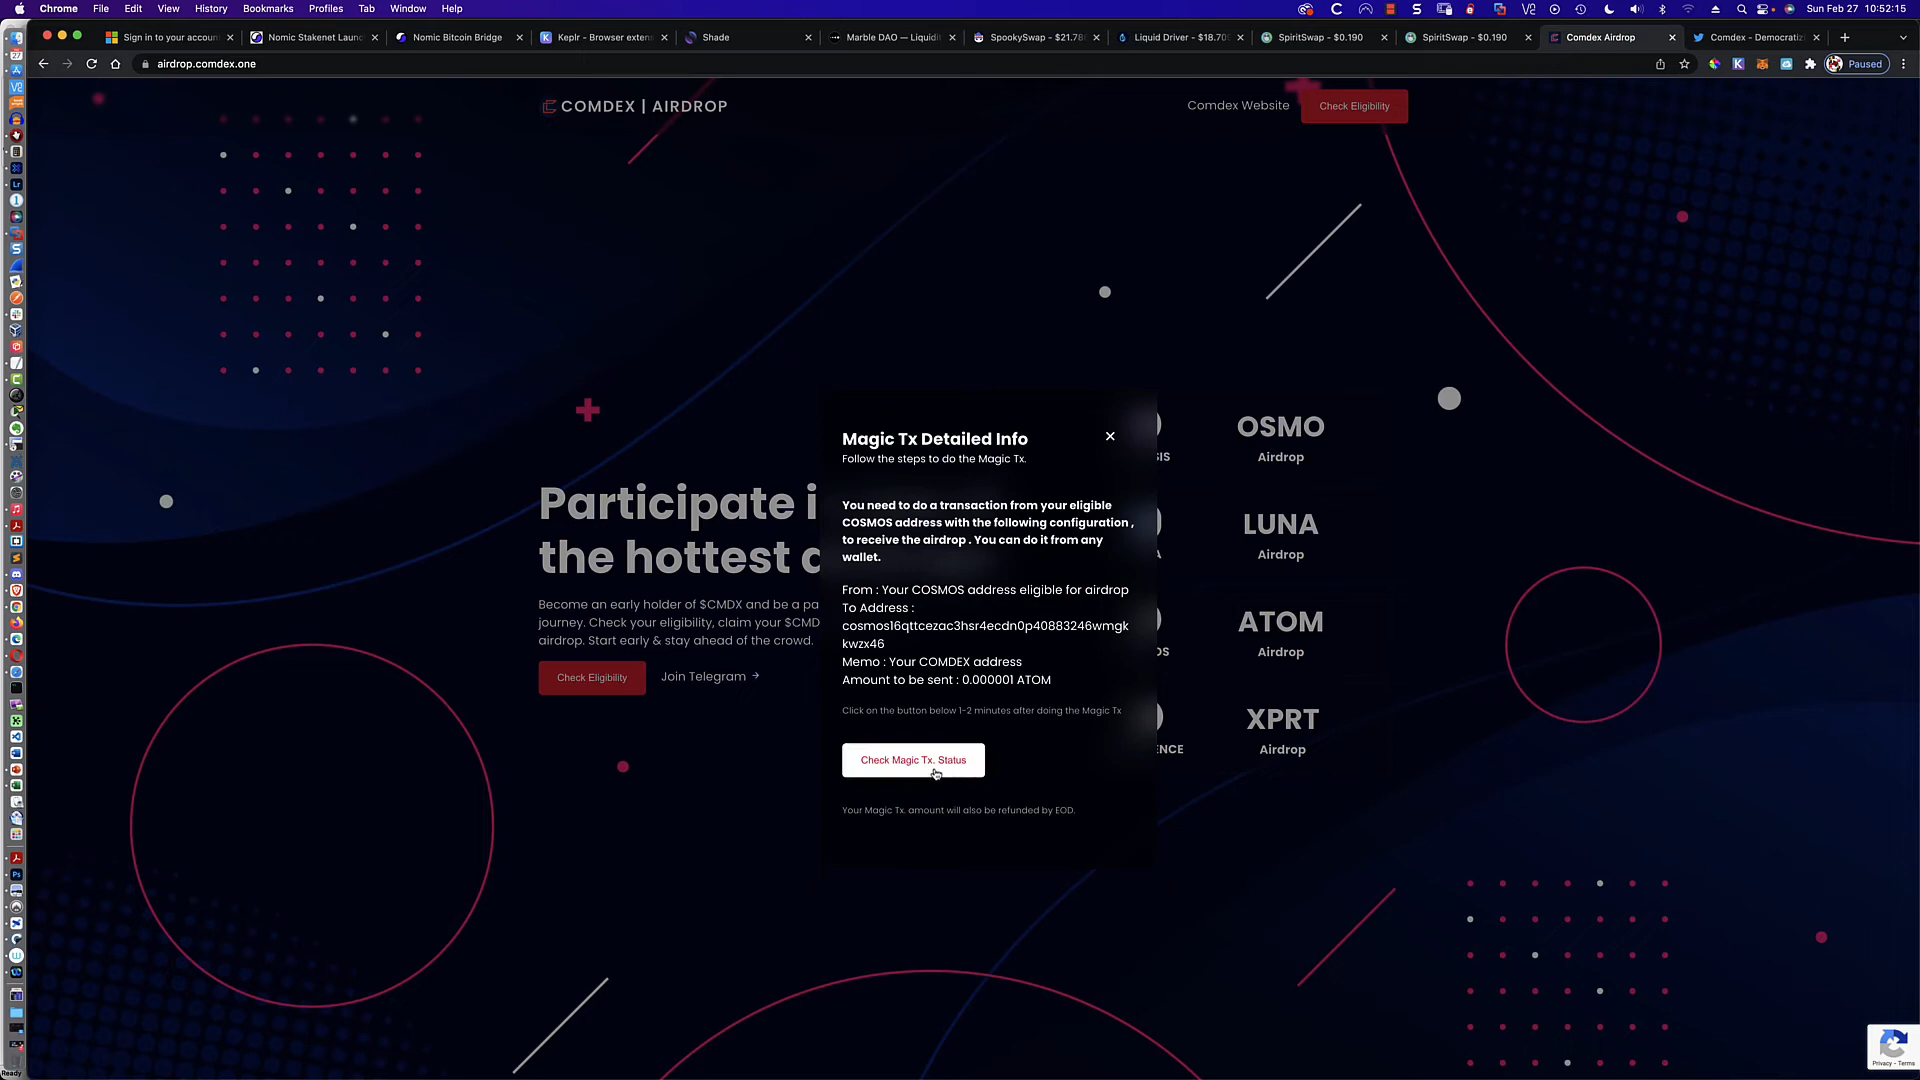 Chrome File Edit View History Bookmarks Profiles Tab Window Help Sun Feb 27 10:52:15
Sign in to your accoun Nomic Stakenet Laun Nomic Bitcoin Bridge Keplr - Browser exten Shade Marble DAO — Liquidi SpookySwap - $21.78 Liquid Driver - $18.70 SpiritSwap - $0.190 SpiritSwap - $0.190 Comdex Airdrop Comdex - Democratiz
airdrop.comdex.one Paused
COMDEX | AIRDROP Comdex Website Check Eligibility
Participate i
the hottest a
Become an early holder of $CMDX and be a pa
journey. Check your eligibility, claim your $CMD
airdrop. Start early & stay ahead of the crowd.
Check Eligibility Join Telegram →
Magic Tx Detailed Info
Follow the steps to do the Magic Tx.
You need to do a transaction from your eligible
COSMOS address with the following configuration ,
to receive the airdrop . You can do it from any
wallet.
From : Your COSMOS address eligible for airdrop
To Address :
cosmos16qttcezac3hsr4ecdn0p40883246wmgk
kwzx46
Memo : Your COMDEX address
Amount to be sent : 0.000001 ATOM
Click on the button below 1-2 minutes after doing the Magic Tx
Check Magic Tx. Status
Your Magic Tx. amount will also be refunded by EOD.
SIS
OSMO
Airdrop
A
LUNA
Airdrop
OS
ATOM
Airdrop
ENCE
XPRT
Airdrop
Privacy - Terms
Ready